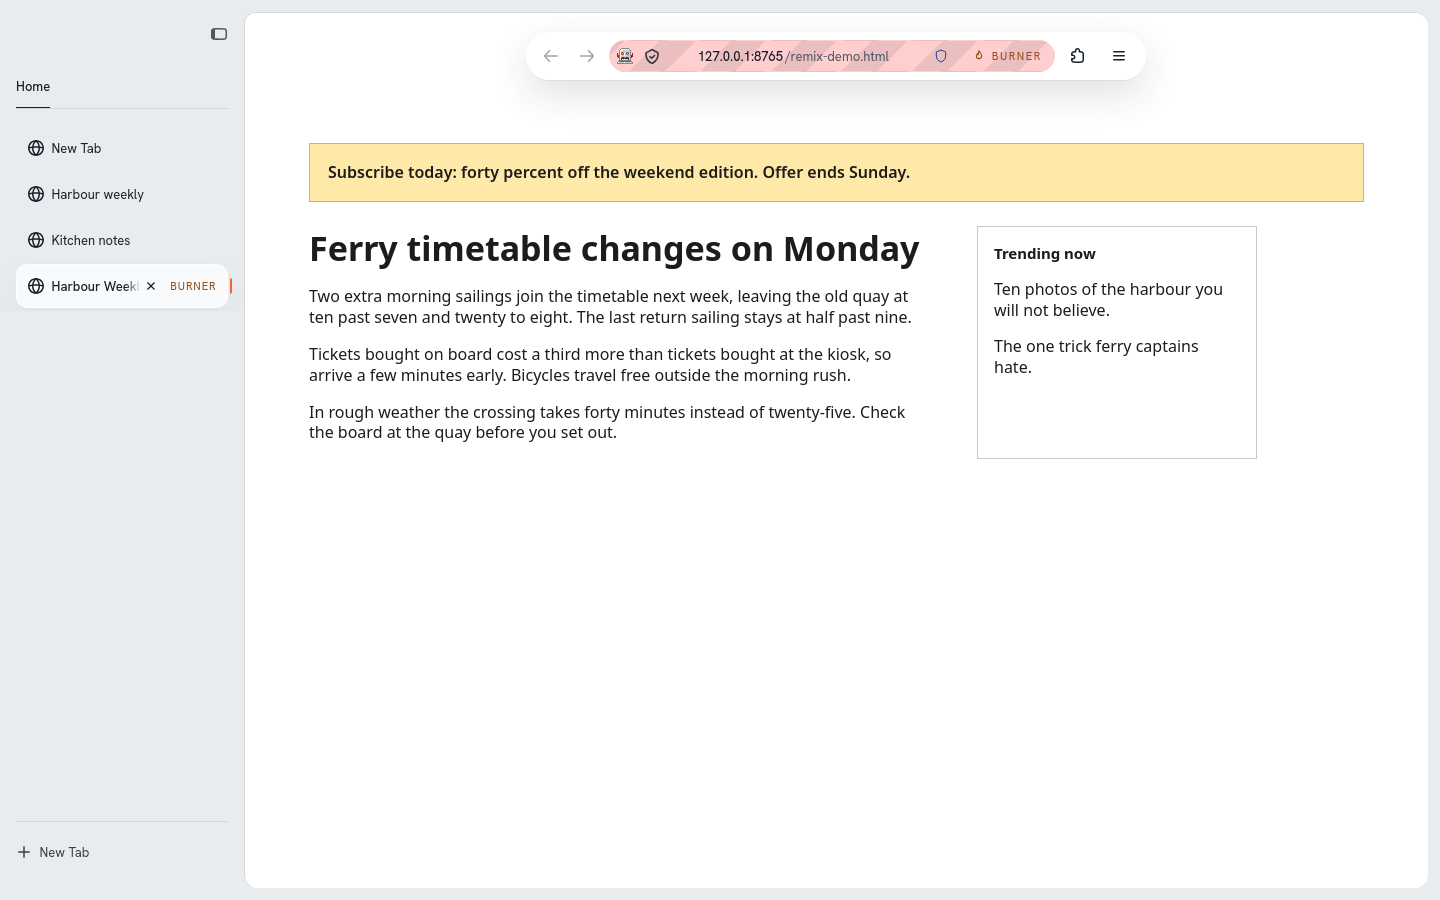 Home
New Tab
Harbour weekly
Kitchen notes
Harbour Weekl
BURNER
New Tab
127.0.0.1:8765/remix-demo.html
BURNER
Subscribe today: forty percent off the weekend edition. Offer ends Sunday.
Ferry timetable changes on Monday
Two extra morning sailings join the timetable next week, leaving the old quay at
ten past seven and twenty to eight. The last return sailing stays at half past nine.
Tickets bought on board cost a third more than tickets bought at the kiosk, so
arrive a few minutes early. Bicycles travel free outside the morning rush.
In rough weather the crossing takes forty minutes instead of twenty-five. Check
the board at the quay before you set out.
Trending now
Ten photos of the harbour you
will not believe.
The one trick ferry captains
hate.